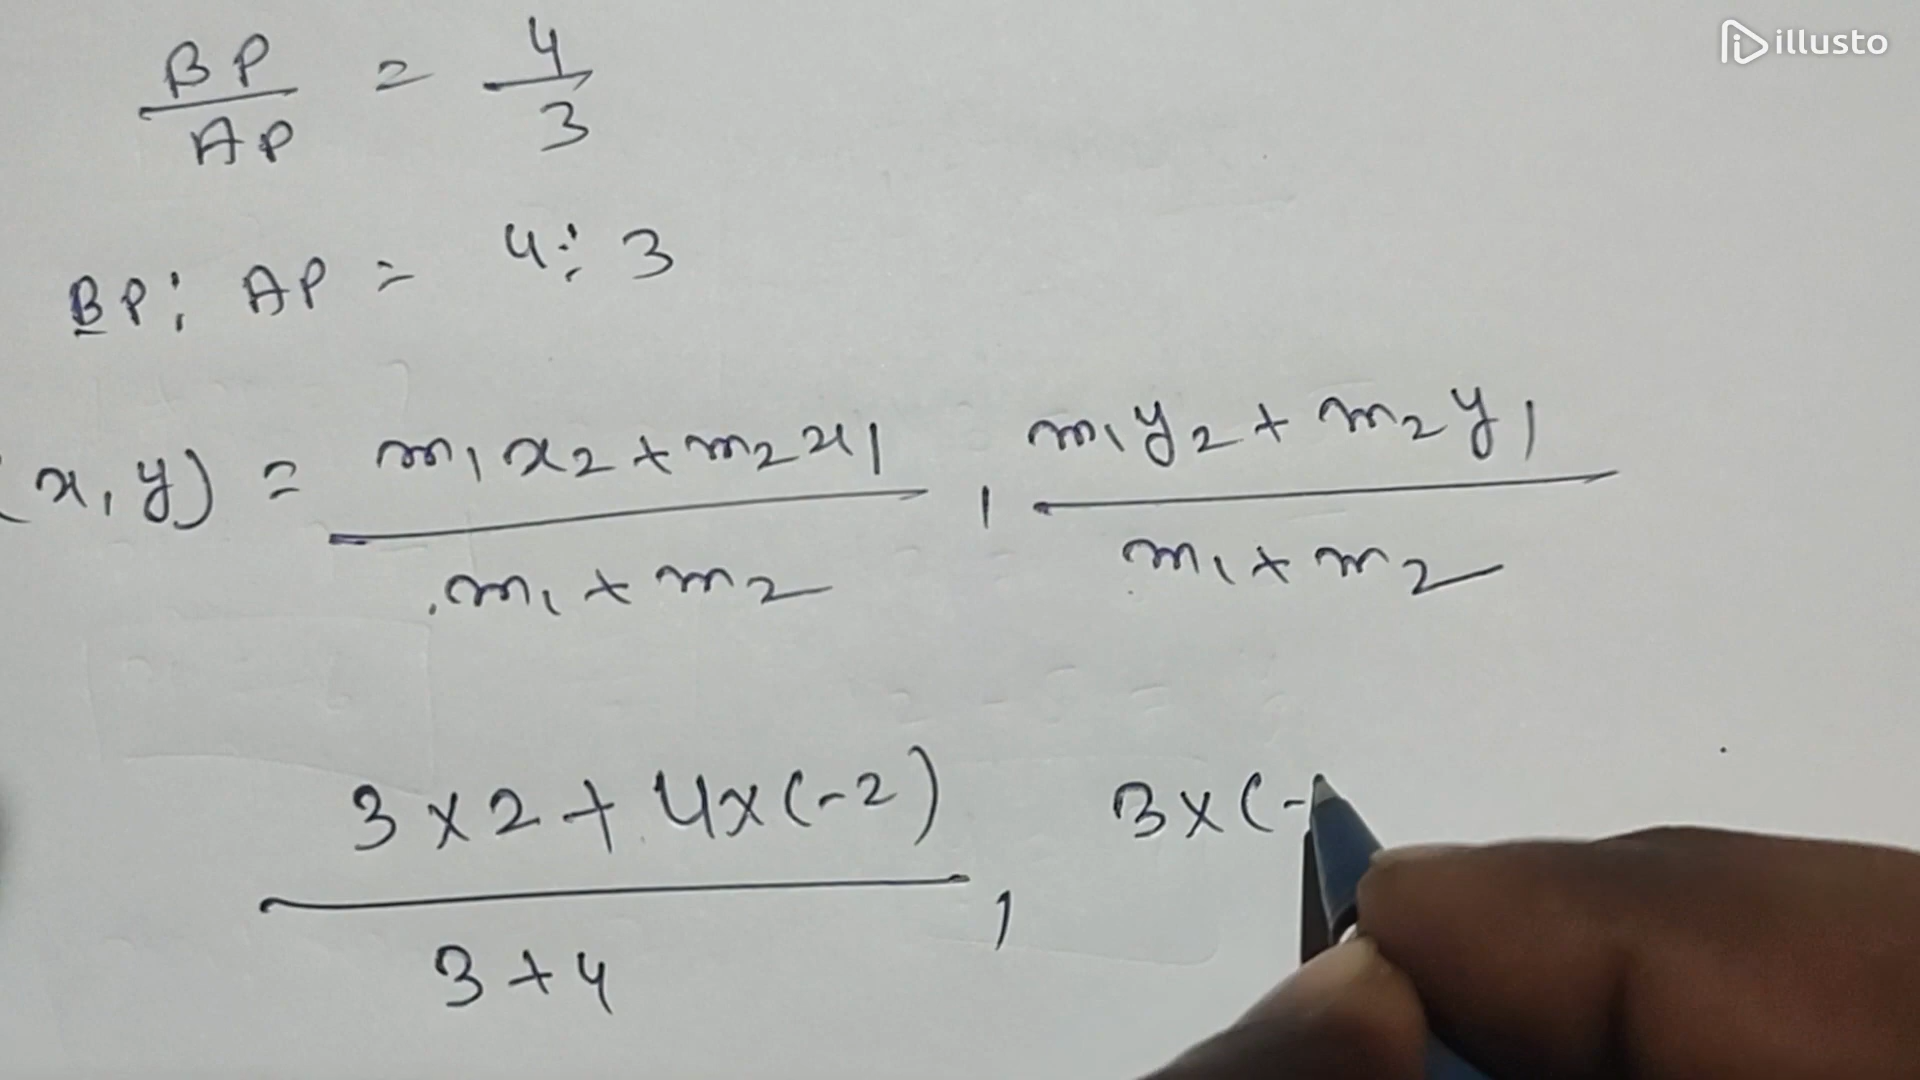 illusto
BP/AP = 4/3
BP : AP = 4 : 3
(x, y) = m1x2 + m2x1 / m1 + m2 , m1y2 + m2y1 / m1 + m2
3 × 2 + 4 × (-2) / 3 + 4 , 3 × (-